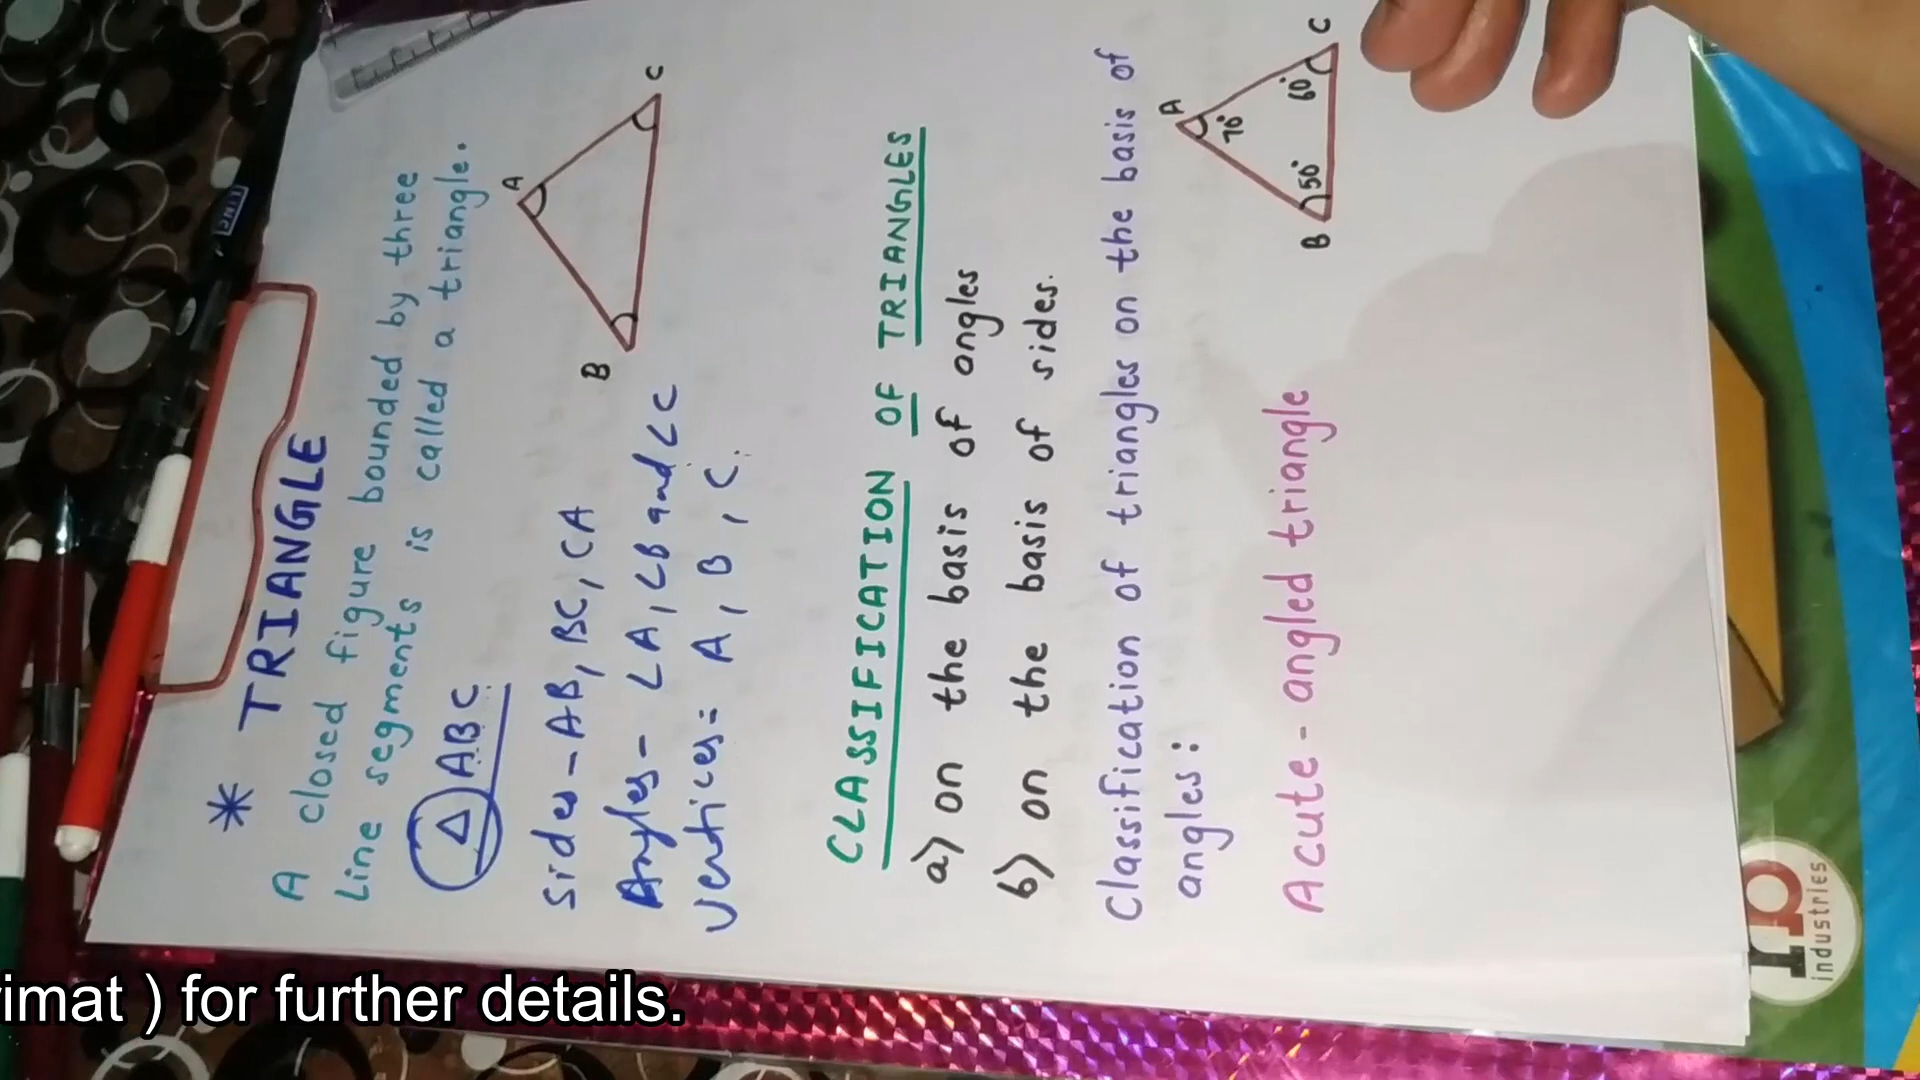 * TRIANGLE
A closed figure bounded by three
Line segments is called a triangle.
△ ABC
A
B
C
Sides - AB, BC, CA
Angles - ∠A, ∠B and ∠C
Vertices = A, B, C
CLASSIFICATION OF TRIANGLES
a) on the basis of angles
b) on the basis of sides.
Classification of triangles on the basis of
angles:
Acute-angled triangle
A
70°
50°
60°
B
C
LINC
industries
imat ) for further details.